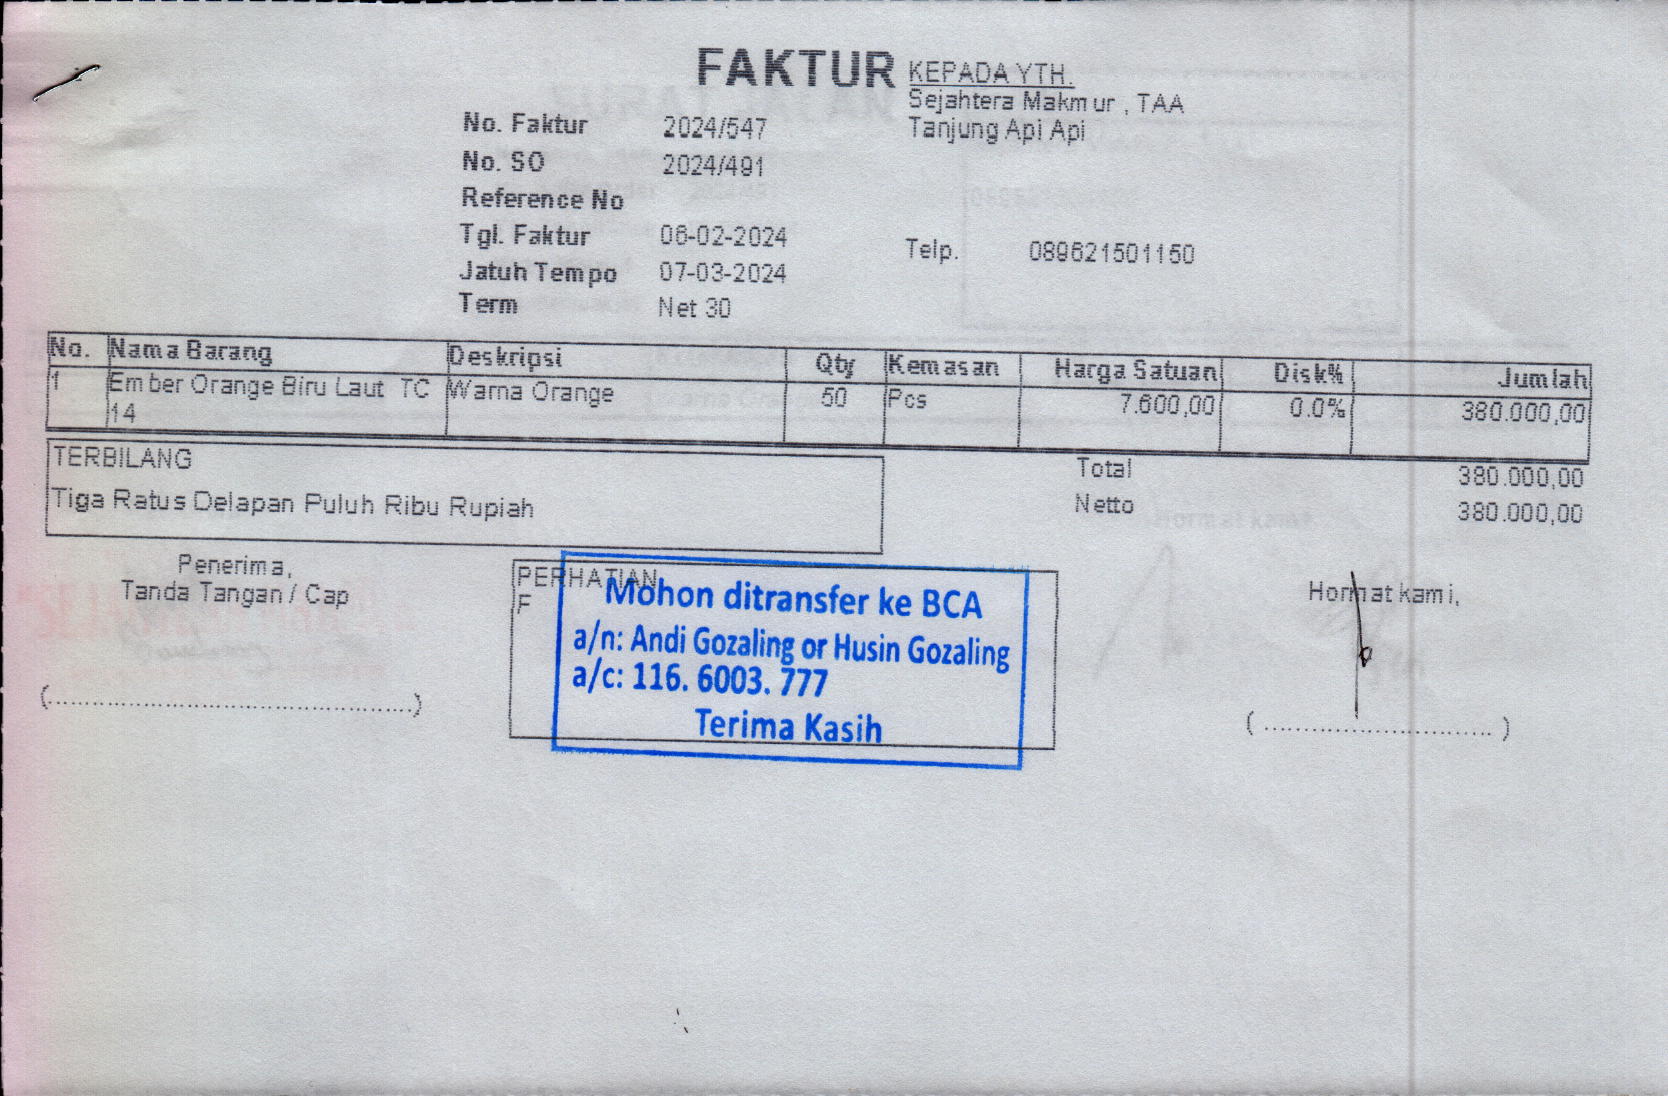 FAKTUR
No. Faktur 2024/547
No. SO 2024/491
Reference No
Tgl. Faktur 06-02-2024
Jatuh Tempo 07-03-2024
Term Net 30
KEPADA YTH.
Sejahtera Makmur , TAA
Tanjung Api Api
Telp. 089621501150
No. Nama Barang Deskripsi Qty Kemasan Harga Satuan Disk% Jumlah
1 Ember Orange Biru Laut TC Warna Orange 50 Pcs 7.600,00 0.0% 380.000,00
14
TERBILANG
Tiga Ratus Delapan Puluh Ribu Rupiah
Total 380.000,00
Netto 380.000,00
Penerima,
Tanda Tangan / Cap
(..........................................)
PERHATIAN
F
Mohon ditransfer ke BCA
a/n: Andi Gozaling or Husin Gozaling
a/c: 116. 6003. 777
Terima Kasih
Hormat kami,
( ............................ )